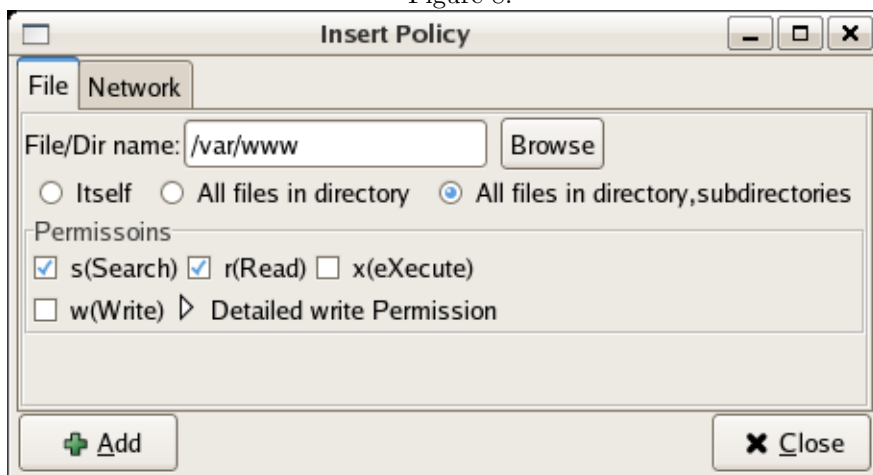 Figure 8:
Insert Policy
File Network
File/Dir name: /var/www Browse
Itself All files in directory All files in directory,subdirectories
Permissoins
s(Search) r(Read) x(eXecute)
w(Write) Detailed write Permission
Add Close